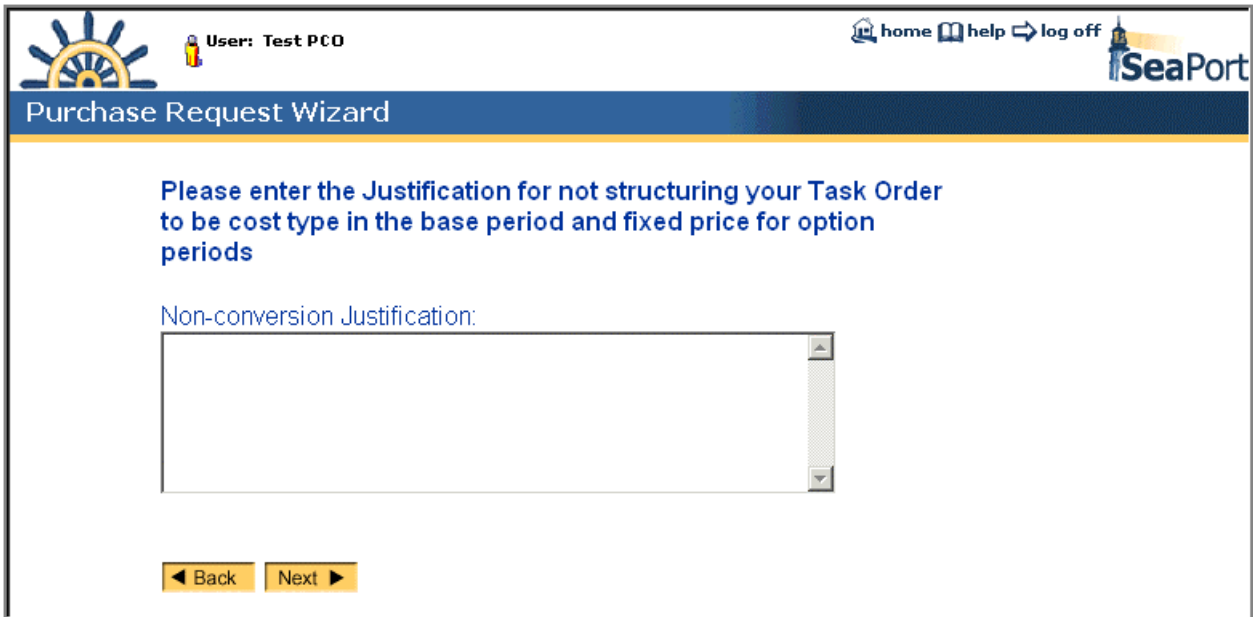 User: Test PCO
home help log off
SeaPort
Purchase Request Wizard
Please enter the Justification for not structuring your Task Order
to be cost type in the base period and fixed price for option
periods
Non-conversion Justification:
Back Next